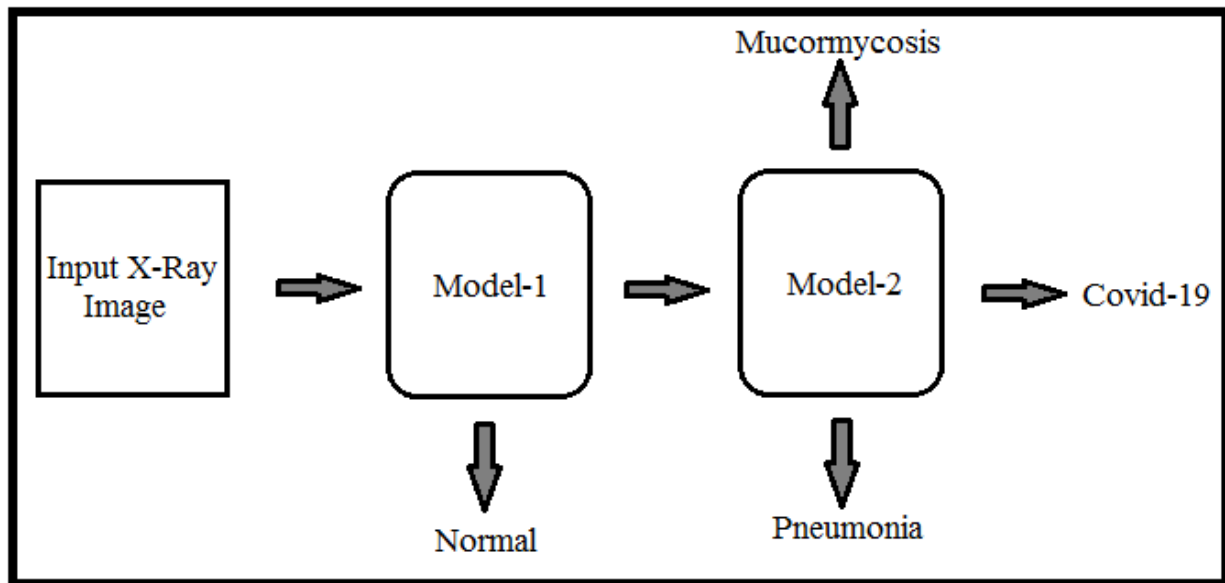 Mucormycosis
Input X-Ray
Image
Model-1
Model-2
Covid-19
Normal
Pneumonia